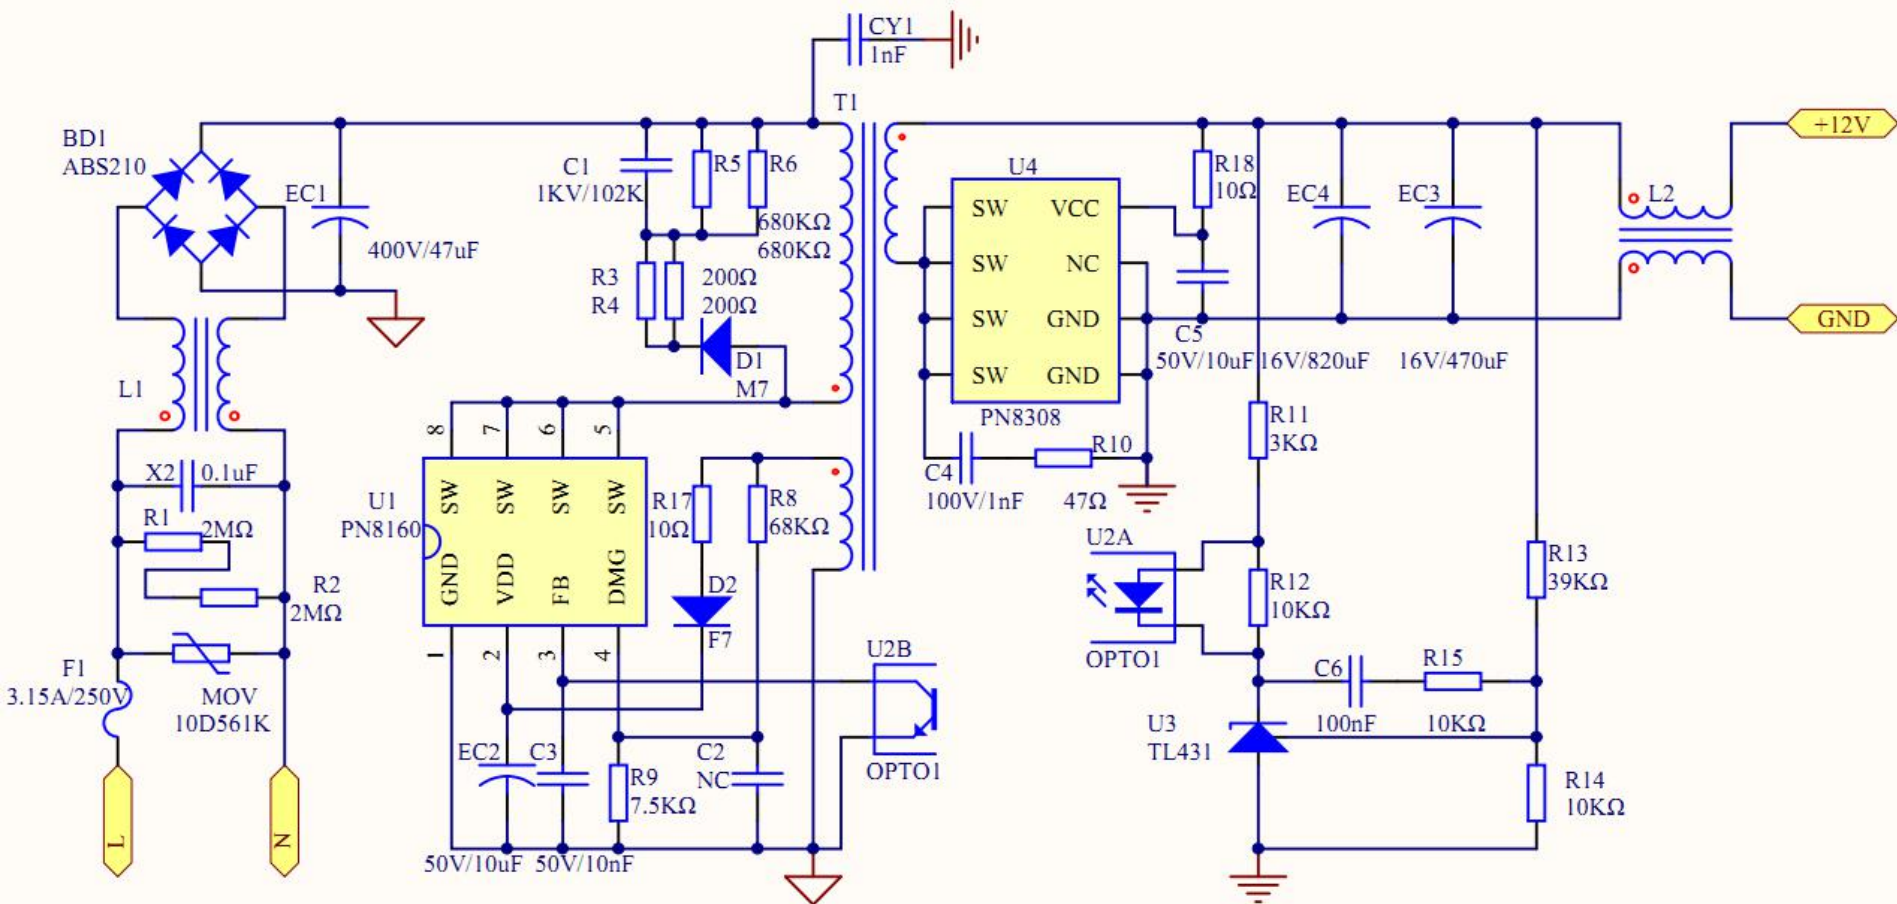 CY1
1nF
T1
BD1
ABS210
EC1
400V/47uF
C1
1KV/102K
R5
R6
680KΩ
680KΩ
R3
R4
200Ω
200Ω
D1
M7
U4
SW
VCC
SW
NC
SW
GND
SW
GND
PN8308
R18
10Ω
C5
50V/10uF
EC4
16V/820uF
EC3
16V/470uF
L2
+12V
GND
L1
X2
0.1uF
R1
2MΩ
R2
2MΩ
F1
3.15A/250V
MOV
10D561K
L
N
U1
PN8160
8
7
6
5
SW
SW
SW
SW
GND
VDD
FB
DMG
1
2
3
4
R17
10Ω
R8
68KΩ
D2
F7
C4
100V/1nF
R10
47Ω
R11
3KΩ
U2A
OPTO1
R12
10KΩ
R13
39KΩ
U2B
OPTO1
C6
100nF
R15
10KΩ
U3
TL431
R14
10KΩ
EC2
50V/10uF
C3
50V/10nF
R9
7.5KΩ
C2
NC